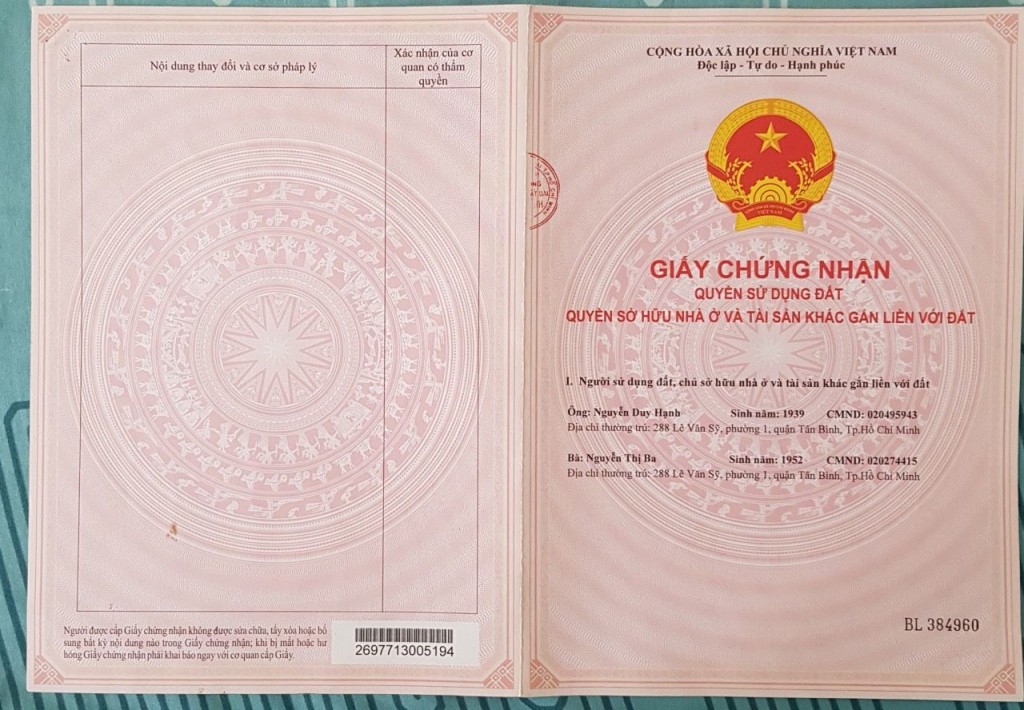 Nội dung thay đổi và cơ sở pháp lý
Xác nhận của cơ
quan có thẩm
quyền
Người được cấp Giấy chứng nhận không được sửa chữa, tẩy xóa hoặc bổ
sung bất kỳ nội dung nào trong Giấy chứng nhận; khi bị mất hoặc hư
hỏng Giấy chứng nhận phải khai báo ngay với cơ quan cấp Giấy.
2697713005194
CỘNG HÒA XÃ HỘI CHỦ NGHĨA VIỆT NAM
Độc lập - Tự do - Hạnh phúc
VIỆT NAM
GIẤY CHỨNG NHẬN
QUYỀN SỬ DỤNG ĐẤT
QUYỀN SỞ HỮU NHÀ Ở VÀ TÀI SẢN KHÁC GẮN LIỀN VỚI ĐẤT
I. Người sử dụng đất, chủ sở hữu nhà ở và tài sản khác gắn liền với đất
Ông: Nguyễn Duy Hạnh Sinh năm: 1939 CMND: 020495943
Địa chỉ thường trú: 288 Lê Văn Sỹ, phường 1, quận Tân Bình, Tp.Hồ Chí Minh
Bà: Nguyễn Thị Ba Sinh năm: 1952 CMND: 020274415
Địa chỉ thường trú: 288 Lê Văn Sỹ, phường 1, quận Tân Bình, Tp.Hồ Chí Minh
BL 384960